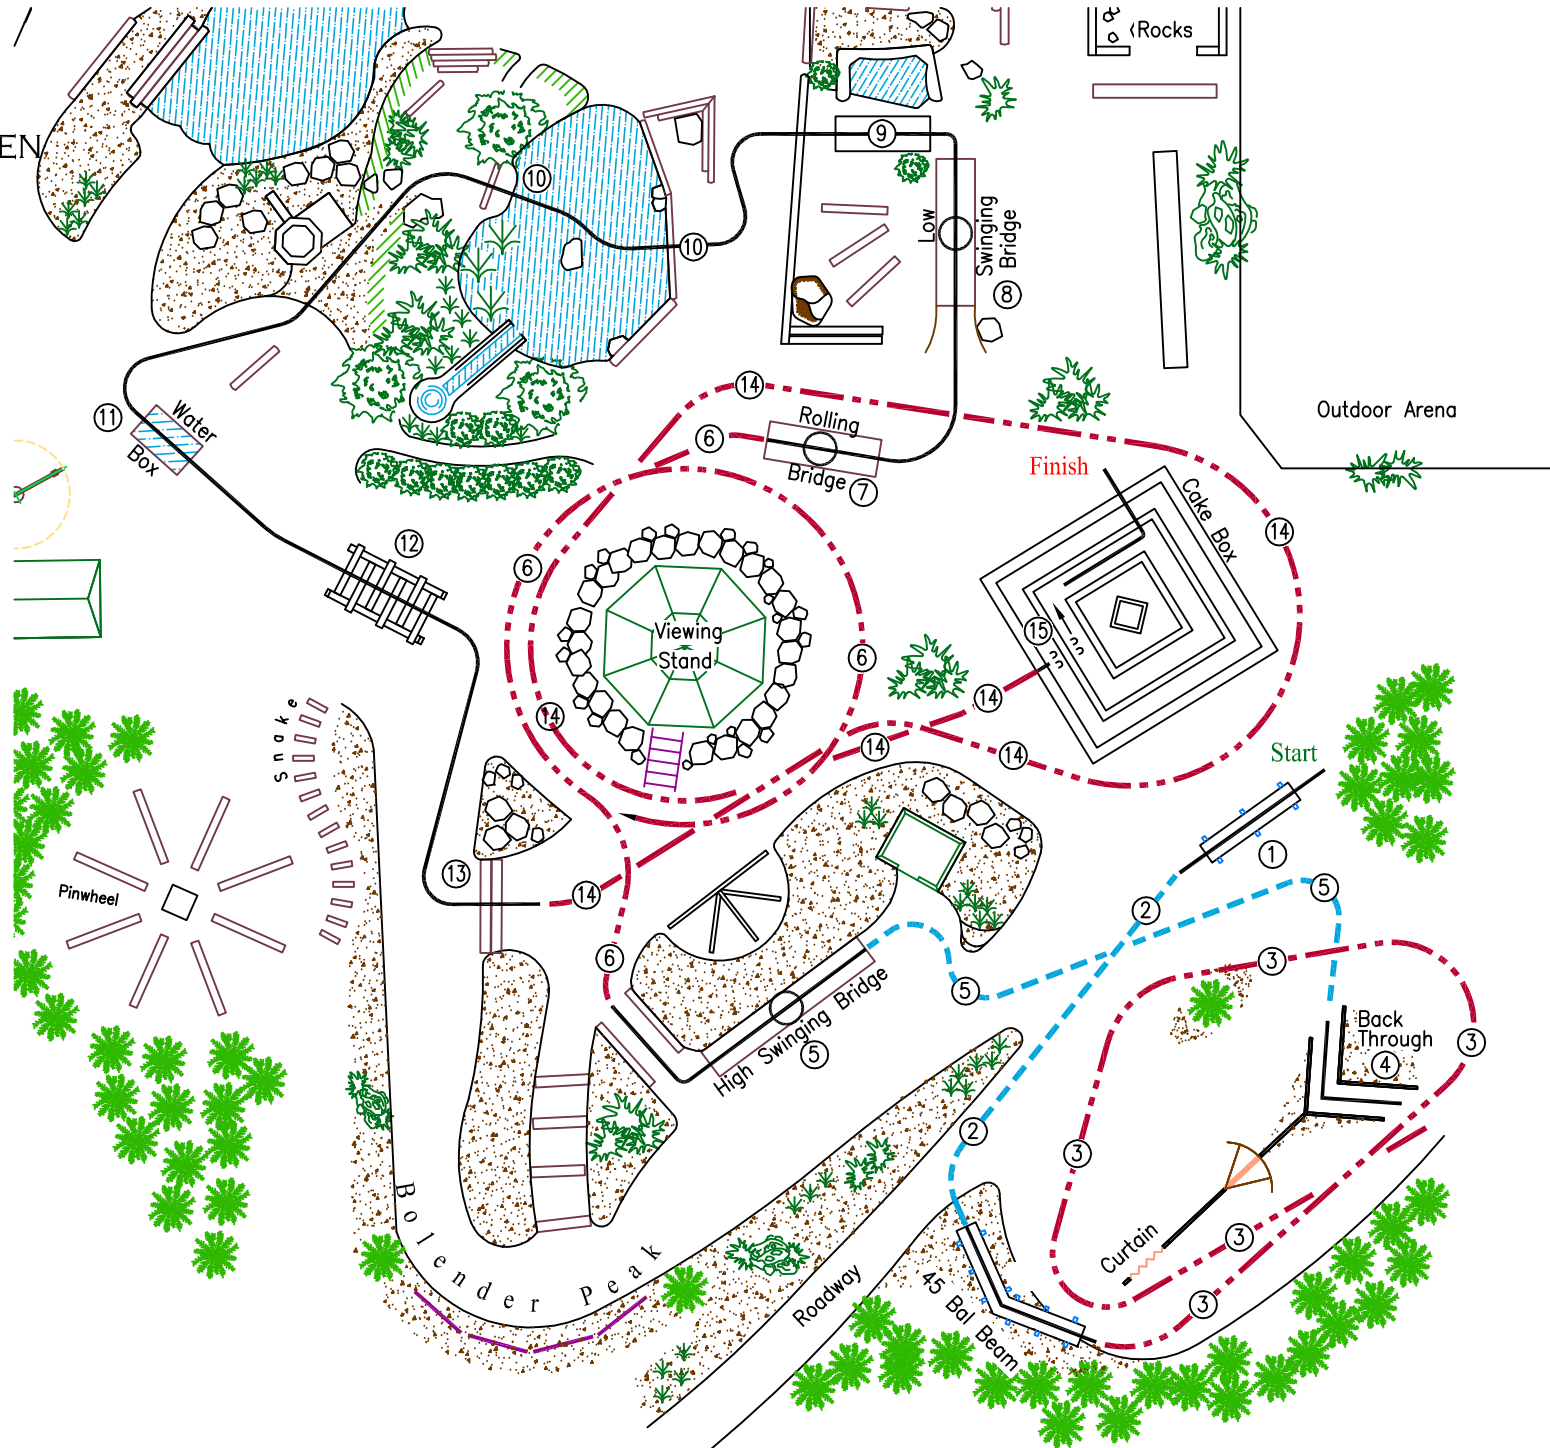 Rocks
EN
10
9
10
Low
Swinging
Bridge
8
11
Water
Box
14
6
Rolling
Bridge
7
Outdoor Arena
Finish
Cake Box
14
12
6
Viewing
Stand
15
6
14
14
14
14
Snake
Start
Pinwheel
13
14
1
2
5
6
5
3
High Swinging Bridge
5
Back
Through
4
3
2
3
Bolender Peak
Curtain
3
Roadway
45 Bal Beam
3